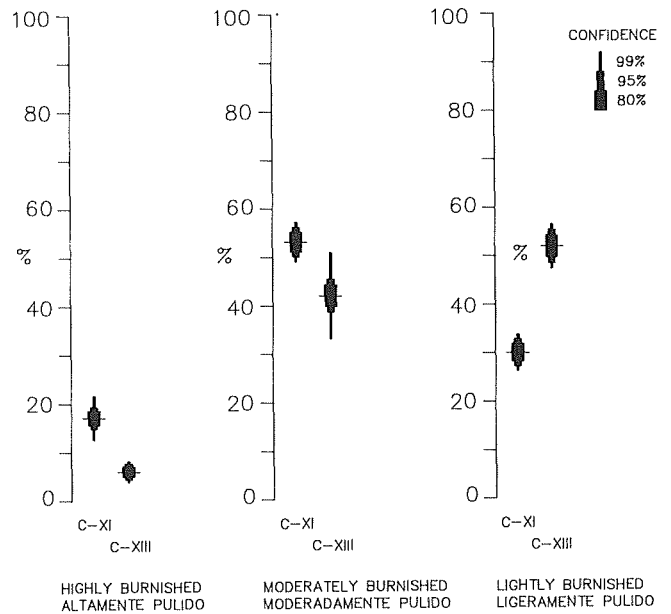 100
80
60
%
40
20
0
C-XI
C-XIII
HIGHLY BURNISHED
ALTAMENTE PULIDO
100
80
60
%
40
20
0
C-XI
C-XIII
MODERATELY BURNISHED
MODERADAMENTE PULIDO
100
80
60
%
40
20
0
C-XI
C-XIII
LIGHTLY BURNISHED
LIGERAMENTE PULIDO
CONFIDENCE
99%
95%
80%